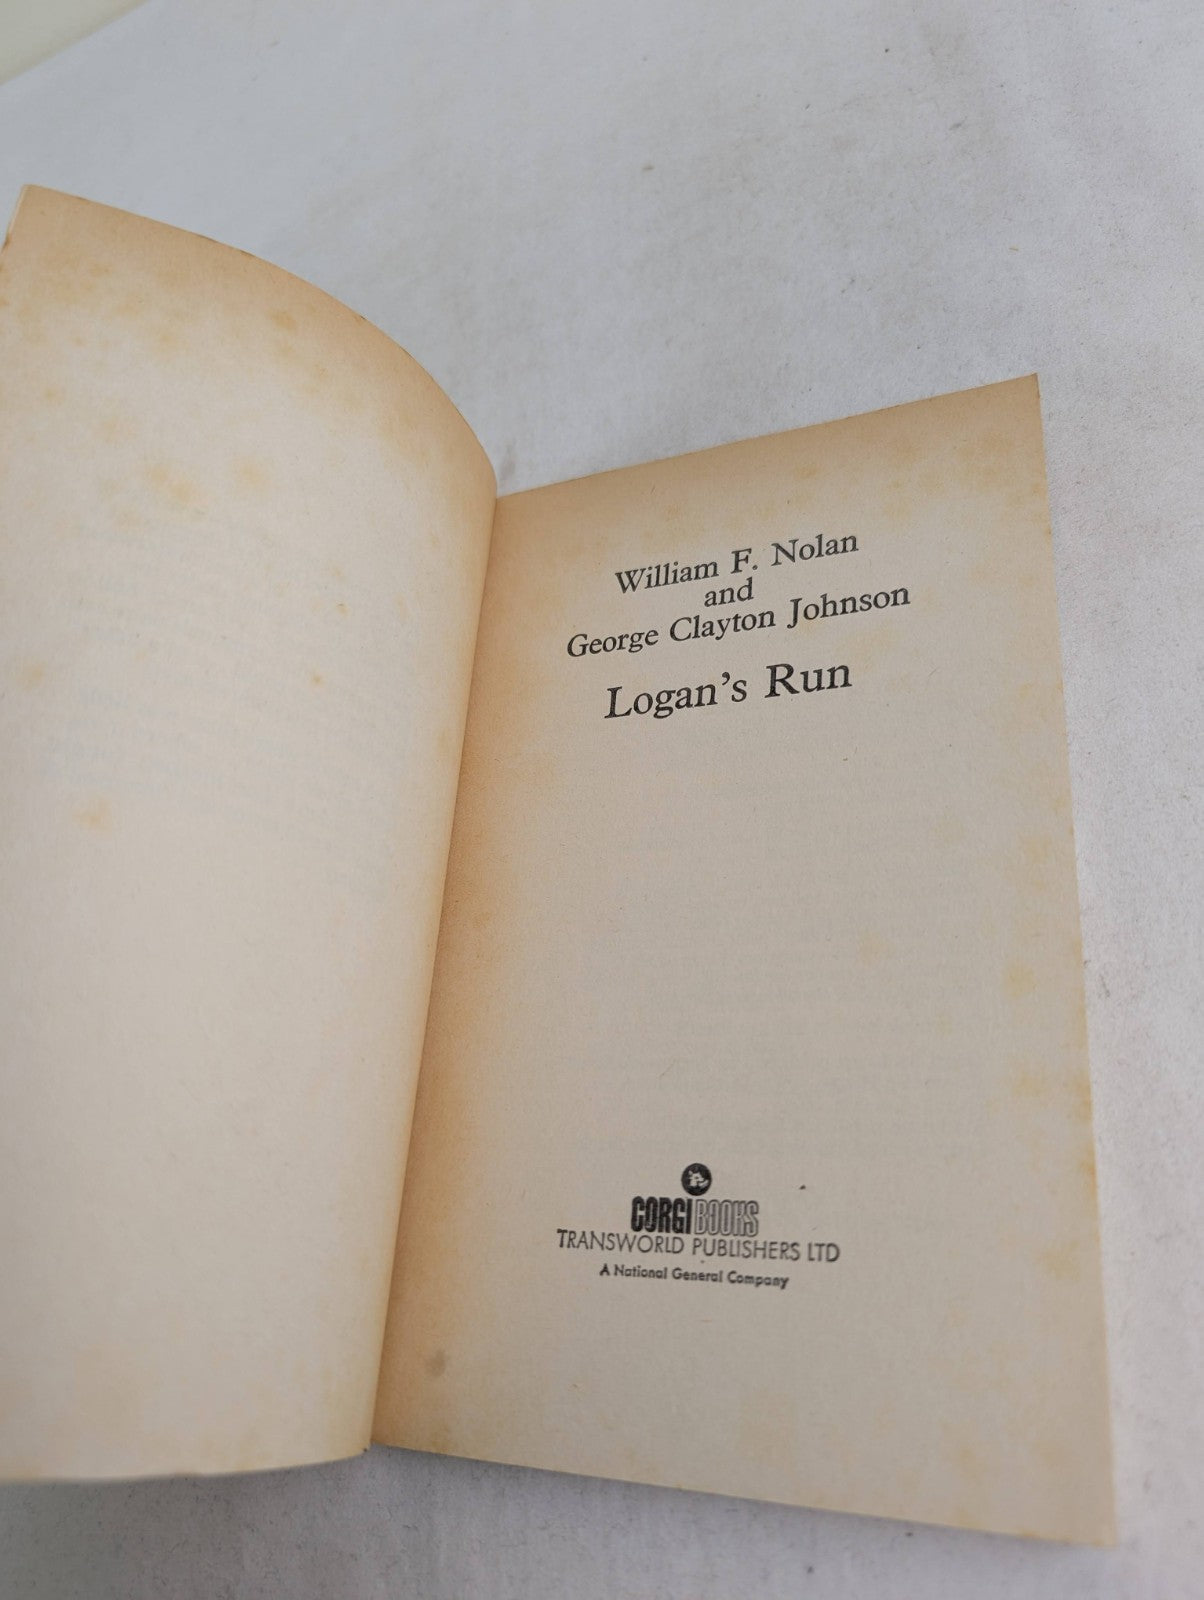 William F. Nolan
and
George Clayton Johnson
Logan's Run
CORGI BOOKS
TRANSWORLD PUBLISHERS LTD
A National General Company